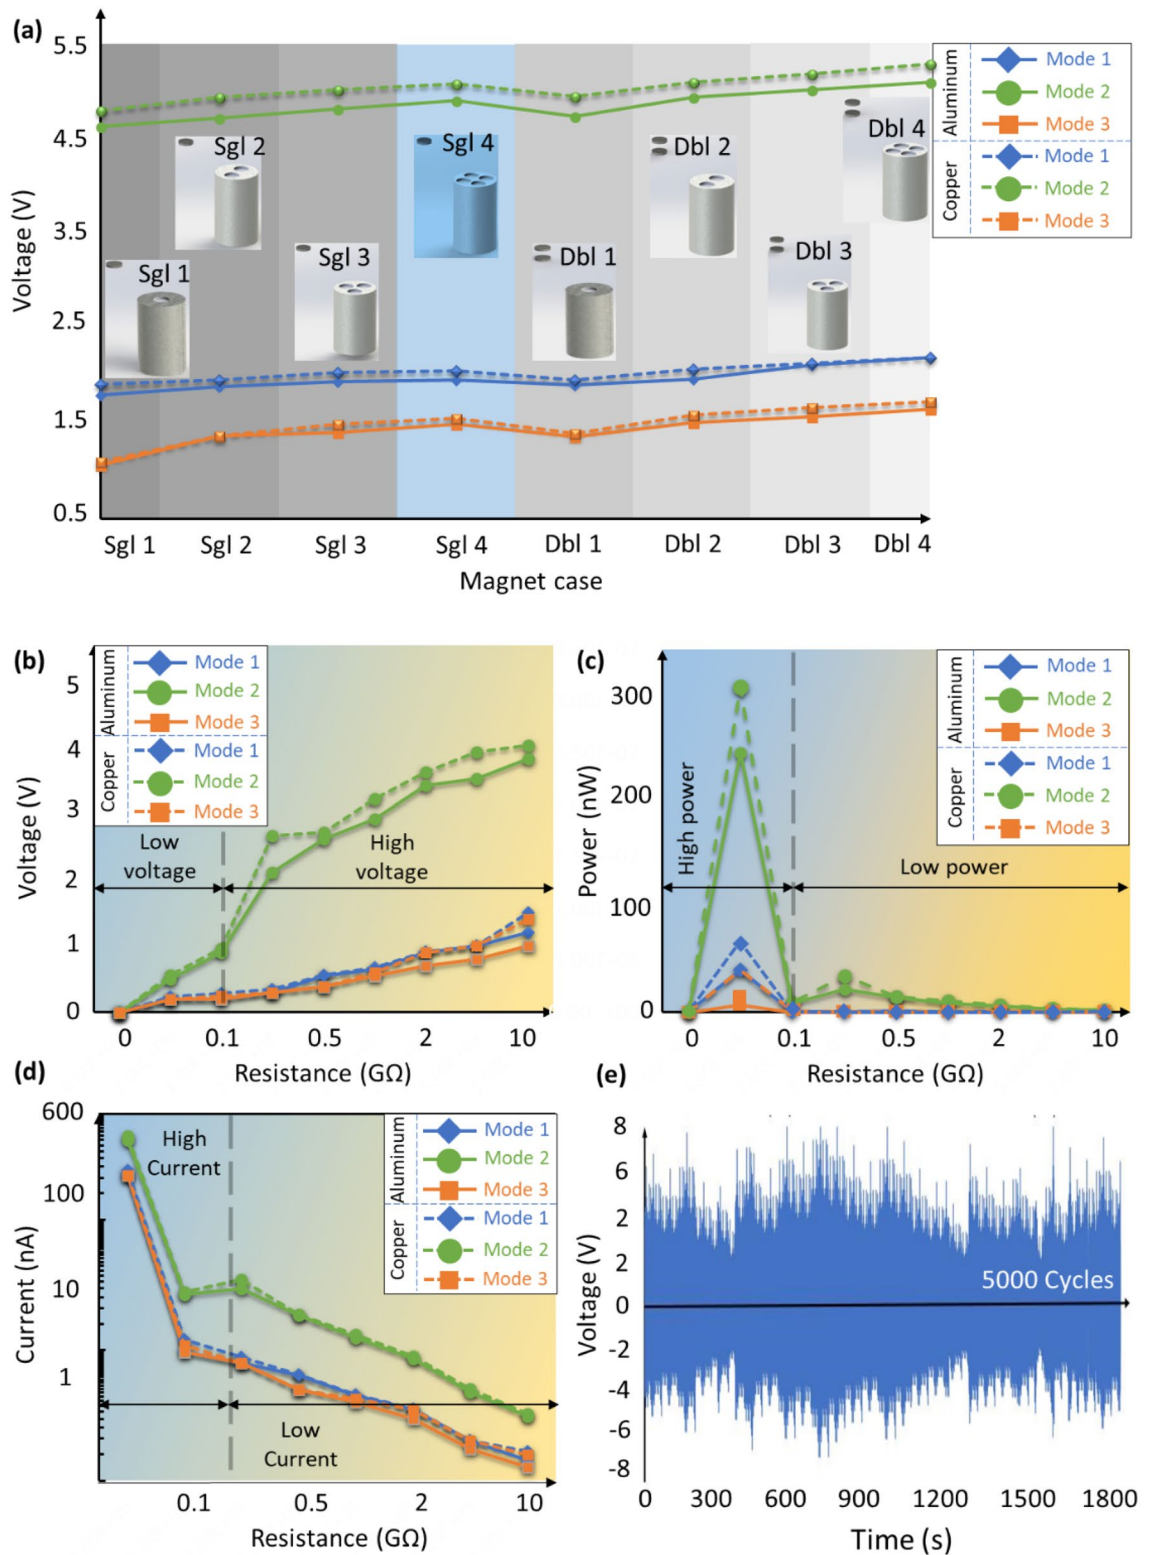 (a)
5.5
4.5
3.5
2.5
1.5
0.5
Voltage (V)
Sgl 1
Sgl 2
Sgl 3
Sgl 4
Dbl 1
Dbl 2
Dbl 3
Dbl 4
Aluminum
Mode 1
Mode 2
Mode 3
Copper
Mode 1
Mode 2
Mode 3
Sgl 1
Sgl 2
Sgl 3
Sgl 4
Dbl 1
Dbl 2
Dbl 3
Dbl 4
Magnet case
(b)
5
4
3
2
1
0
Voltage (V)
Aluminum
Mode 1
Mode 2
Mode 3
Copper
Mode 1
Mode 2
Mode 3
Low
voltage
High
voltage
0
0.1
0.5
2
10
Resistance (GΩ)
(c)
300
200
100
0
Power (nW)
High power
Low power
Aluminum
Mode 1
Mode 2
Mode 3
Copper
Mode 1
Mode 2
Mode 3
0
0.1
0.5
2
10
Resistance (GΩ)
(d)
600
100
10
1
Current (nA)
High
Current
Low
Current
Aluminum
Mode 1
Mode 2
Mode 3
Copper
Mode 1
Mode 2
Mode 3
0.1
0.5
2
10
Resistance (GΩ)
(e)
8
6
2
2
0
-2
-4
-6
-8
Voltage (V)
5000 Cycles
0
300
600
900
1200
1500
1800
Time (s)